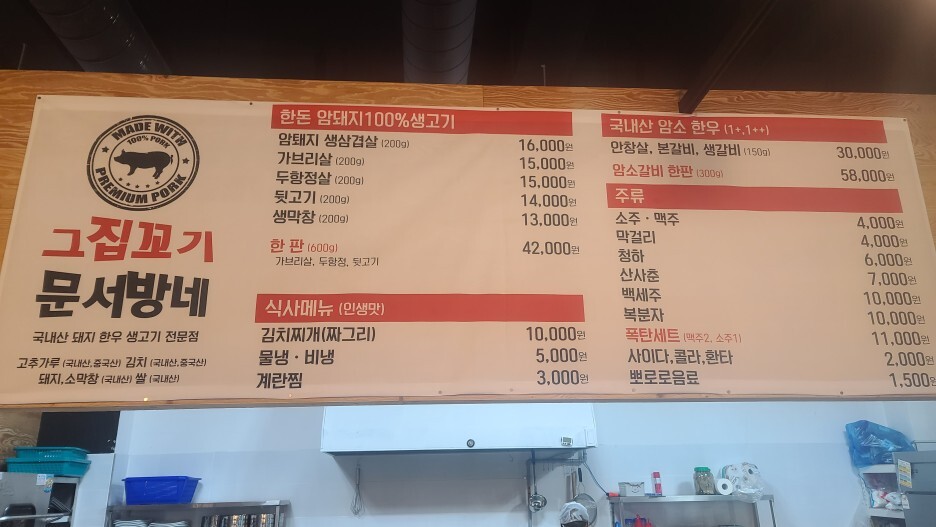 MADE WITH
100% PORK
PREMIUM PORK
그집꼬기
문서방네
국내산 돼지 한우 생고기 전문점
고추가루 (국내산,중국산) 김치 (국내산,중국산)
돼지,소막창 (국내산) 쌀 (국내산)
한돈 암돼지100%생고기
암돼지 생삼겹살 (200g) 16,000원
가브리살 (200g) 15,000원
두항정살 (200g) 15,000원
뒷고기 (200g) 14,000원
생막창 (200g) 13,000원
한 판 (600g) 42,000원
가브리살, 두항정, 뒷고기
식사메뉴 (인생맛)
김치찌개(짜그리) 10,000원
물냉 · 비냉 5,000원
계란찜 3,000원
국내산 암소 한우 (1+,1++)
안창살, 본갈비, 생갈비 (150g) 30,000원
암소갈비 한판 (300g) 58,000원
주류
소주 · 맥주 4,000원
막걸리 4,000원
청하 6,000원
산사춘 7,000원
백세주 10,000원
복분자 10,000원
폭탄세트 (맥주2, 소주1) 11,000원
사이다,콜라,환타 2,000원
뽀로로음료 1,500원